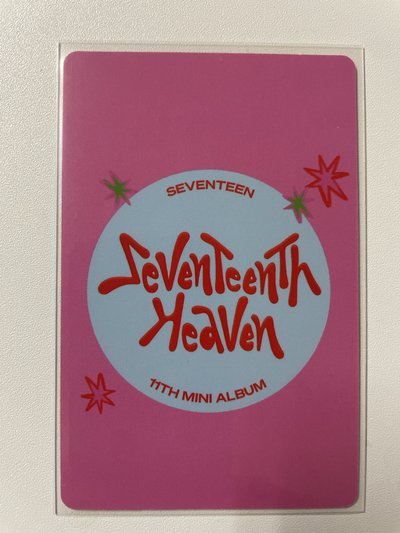 SEVENTEEN
SevenTeenTh
Heaven
11TH MINI ALBUM